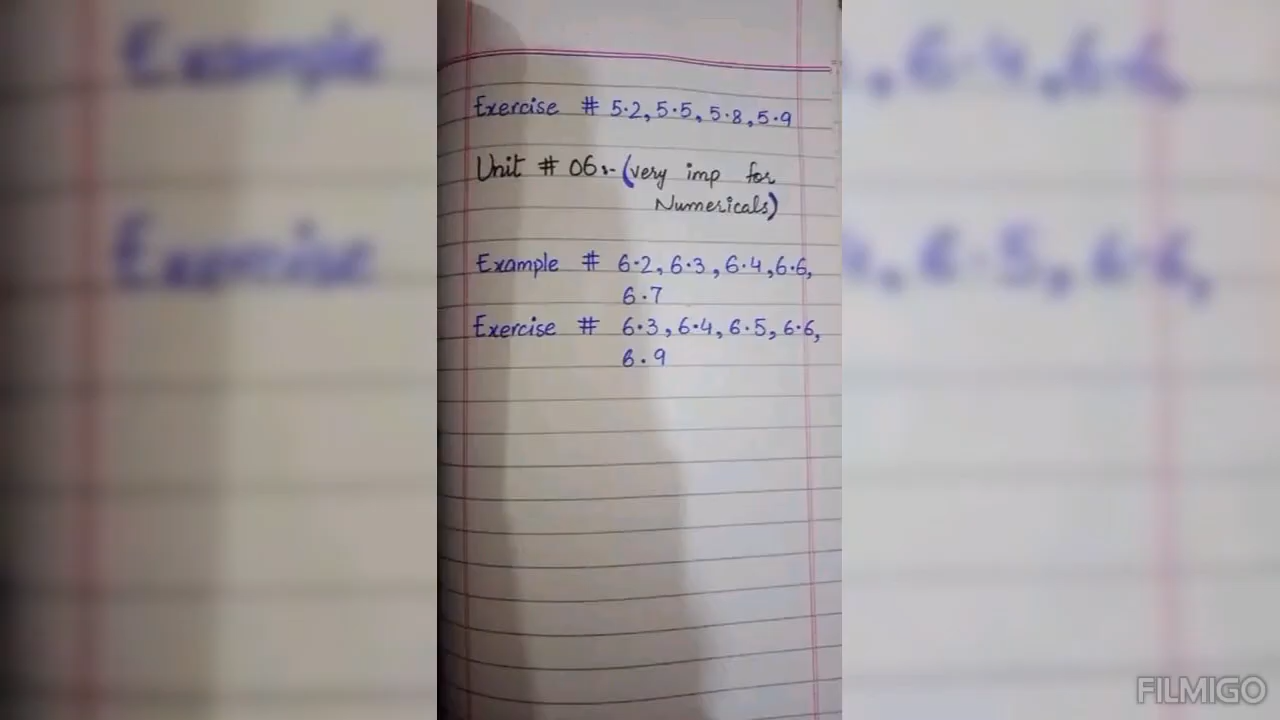 Exercise # 5.2, 5.5, 5.8, 5.9
Unit # 06:- (very imp for
Numericals)
Example # 6.2, 6.3, 6.4, 6.6,
6.7
Exercise # 6.3, 6.4, 6.5, 6.6,
6.9
FILMIGO